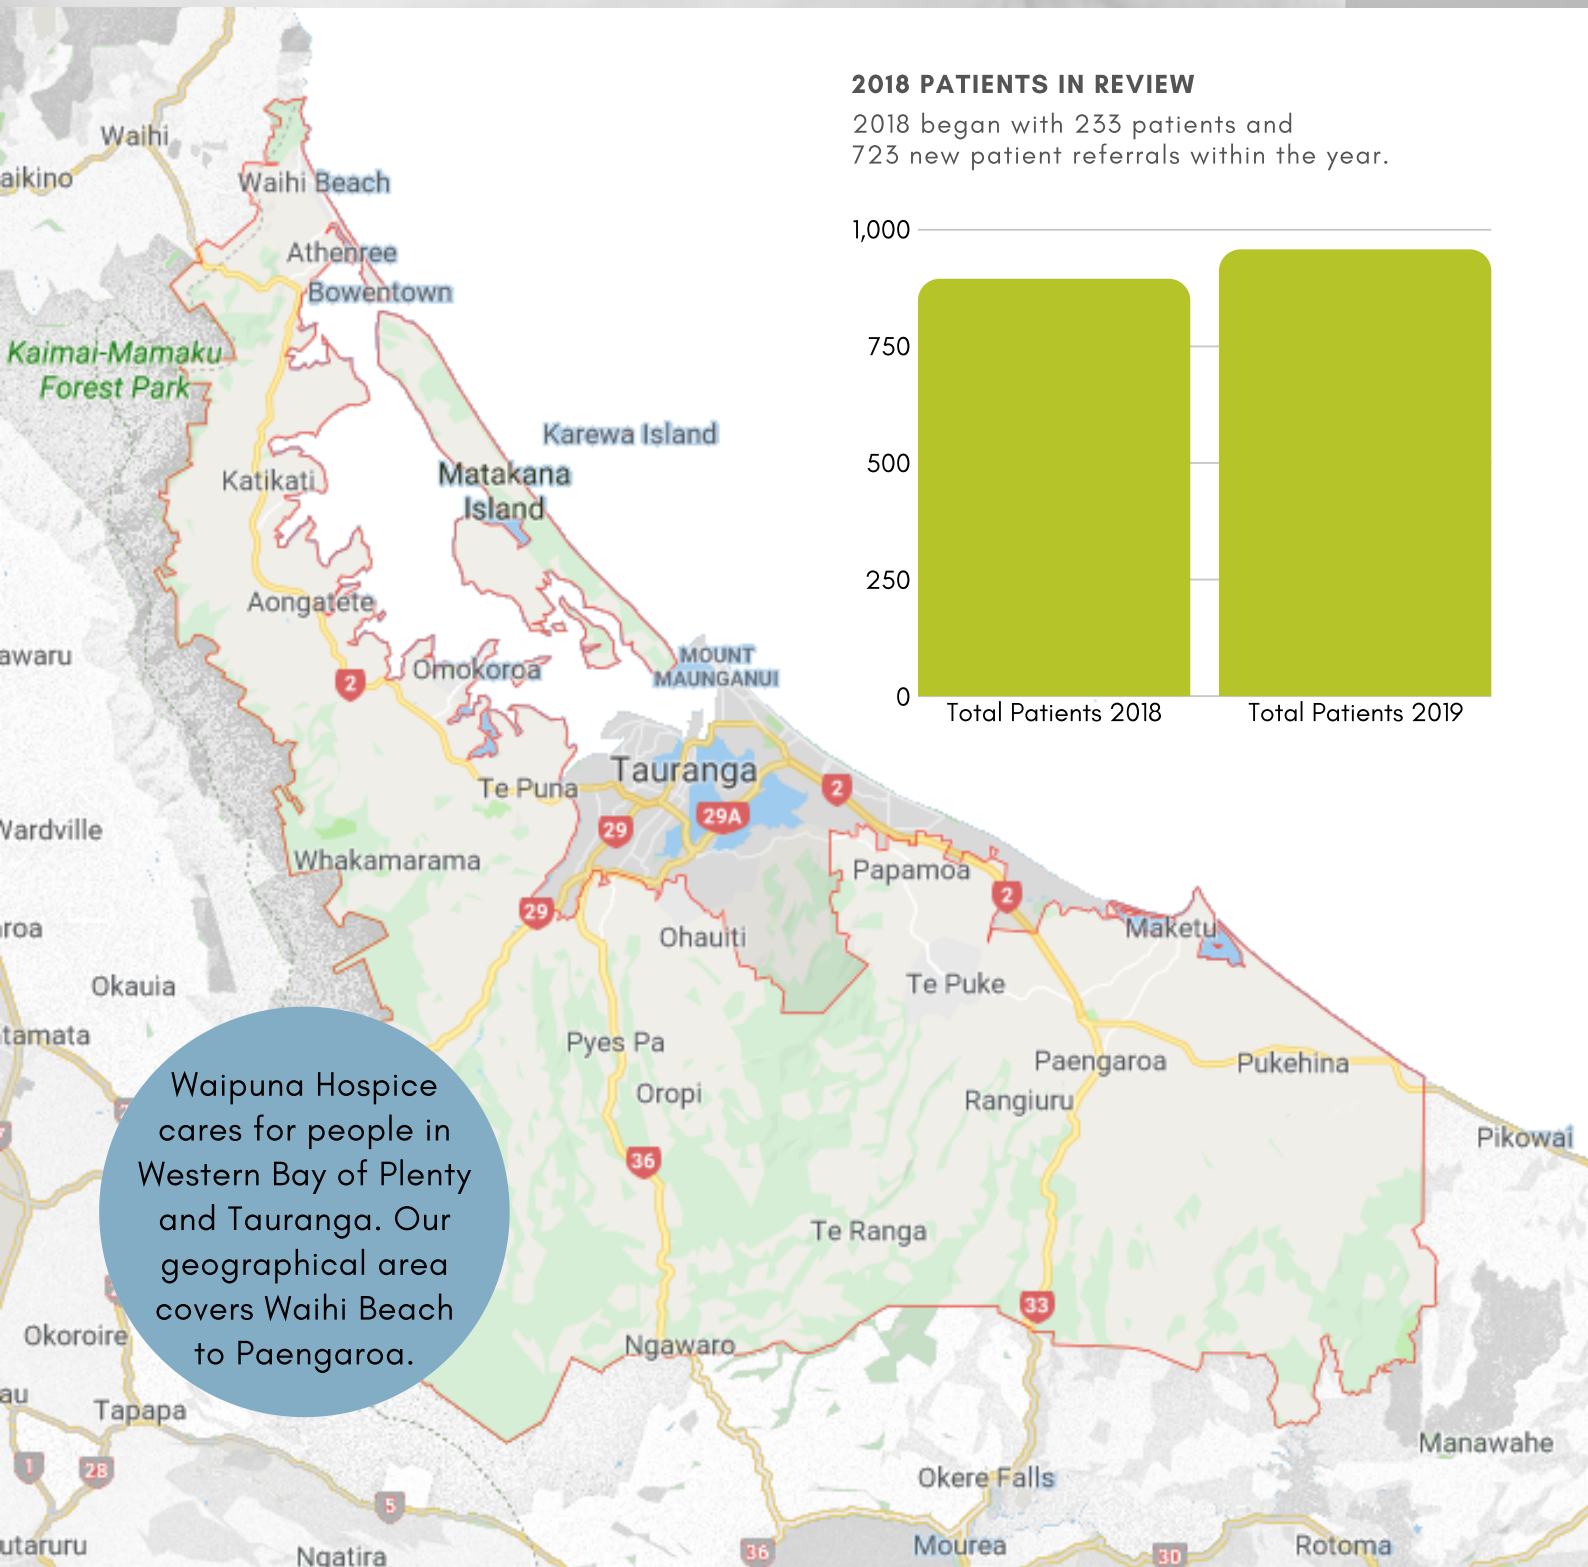 2018 PATIENTS IN REVIEW
2018 began with 233 patients and
723 new patient referrals within the year.
1,000
750
500
250
0
Total Patients 2018
Total Patients 2019
Waihi
aikino
Waihi Beach
Athenree
Bowentown
Kaimai-Mamaku
Forest Park
Karewa Island
Katikati
Matakana
Island
Aongatete
awaru
Omokoroa
MOUNT
MAUNGANUI
2
Tauranga
Te Puna
2
29A
29
Wardville
Whakamarama
Papamoa
2
29
roa
Ohauiti
Maketu
Okauia
Te Puke
tamata
Pyes Pa
Paengaroa
Pukehina
Oropi
Rangiuru
Pikowai
36
Te Ranga
Waipuna Hospice
cares for people in
Western Bay of Plenty
and Tauranga. Our
geographical area
covers Waihi Beach
to Paengaroa.
33
Okoroire
Ngawaro
au
Tapapa
Manawahe
1
28
Okere Falls
5
utaruru
Ngatira
36
Mourea
30
Rotoma